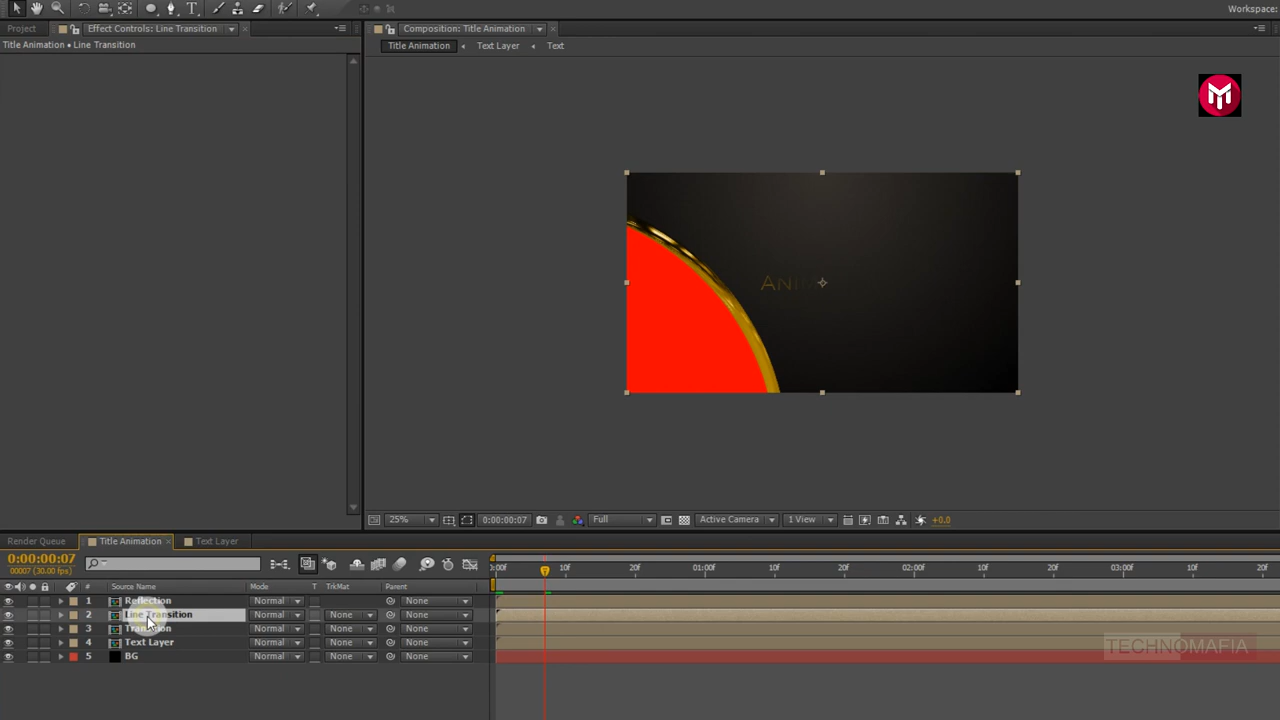 Workspace:
Project Effect Controls: Line Transition
Composition: Title Animation
Title Animation • Line Transition
Title Animation Text Layer Text
ANI
25% 0:00:00:07 Full Active Camera 1 View +0.0
Render Queue Title Animation Text Layer
0:00:00:07
00007 (30.00 fps)
:00f 10f 20f 01:00f 10f 20f 02:00f 10f 20f 03:00f 10f 20f
# Source Name Mode T TrkMat Parent
1 Reflection Normal None
2 Line Transition Normal None None
3 Transition Normal None None
4 Text Layer Normal None None
5 BG Normal None None
TECHNOMAFIA